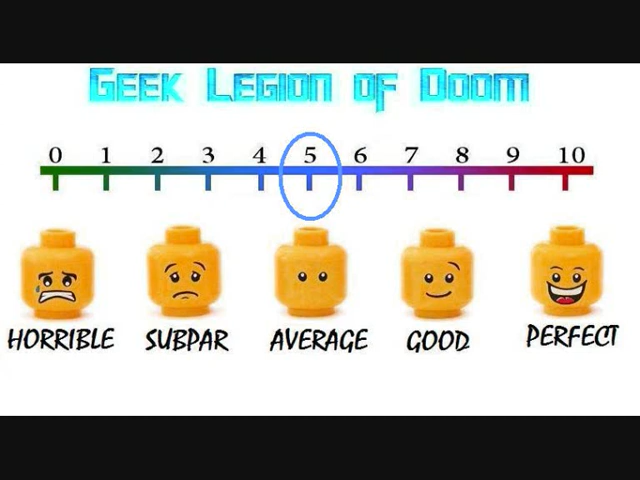 GEEK LEGION OF DOOM
0 1 2 3 4 5 6 7 8 9 10
HORRIBLE SUBPAR AVERAGE GOOD PERFECT